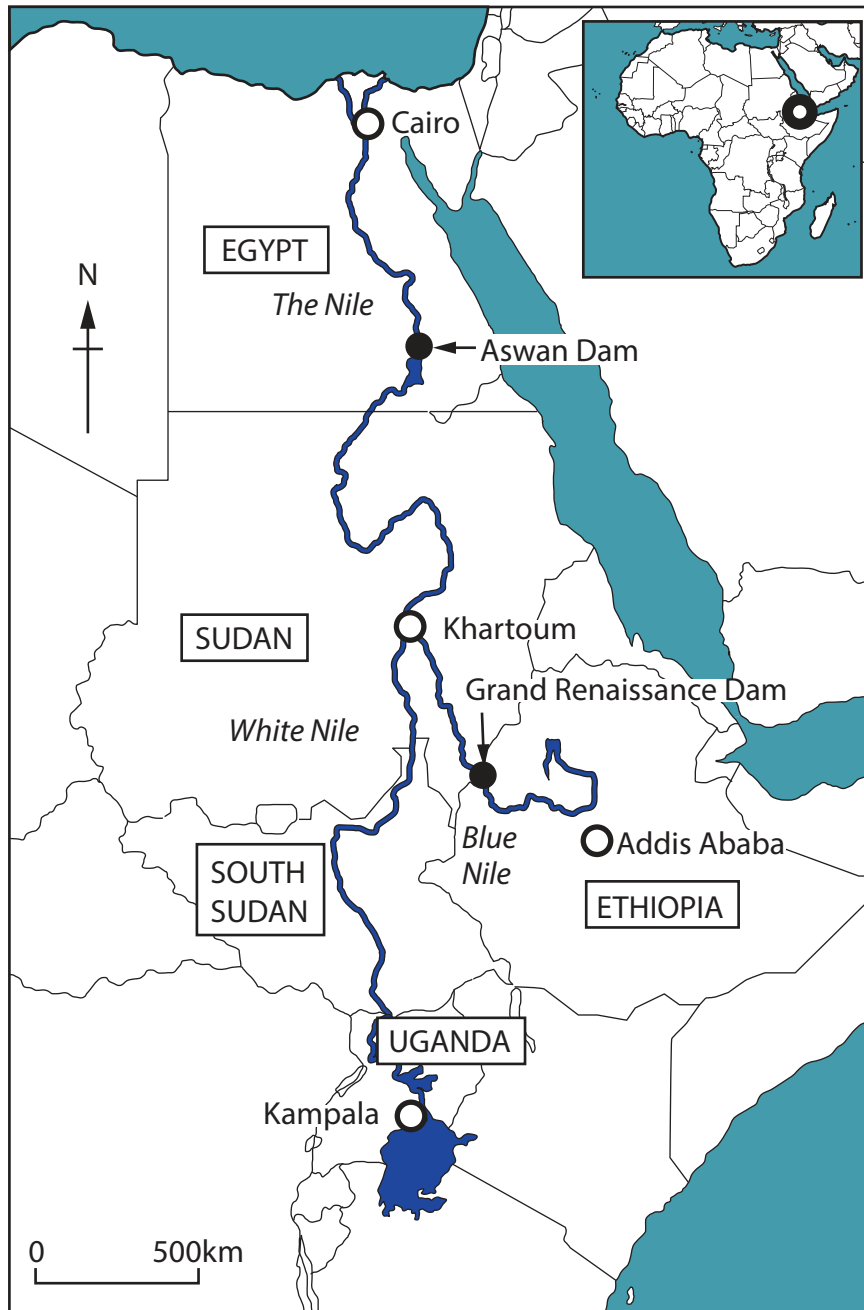 Cairo
EGYPT
N
The Nile
Aswan Dam
SUDAN
Khartoum
Grand Renaissance Dam
White Nile
Blue
Nile
Addis Ababa
SOUTH
SUDAN
ETHIOPIA
UGANDA
Kampala
0 500km